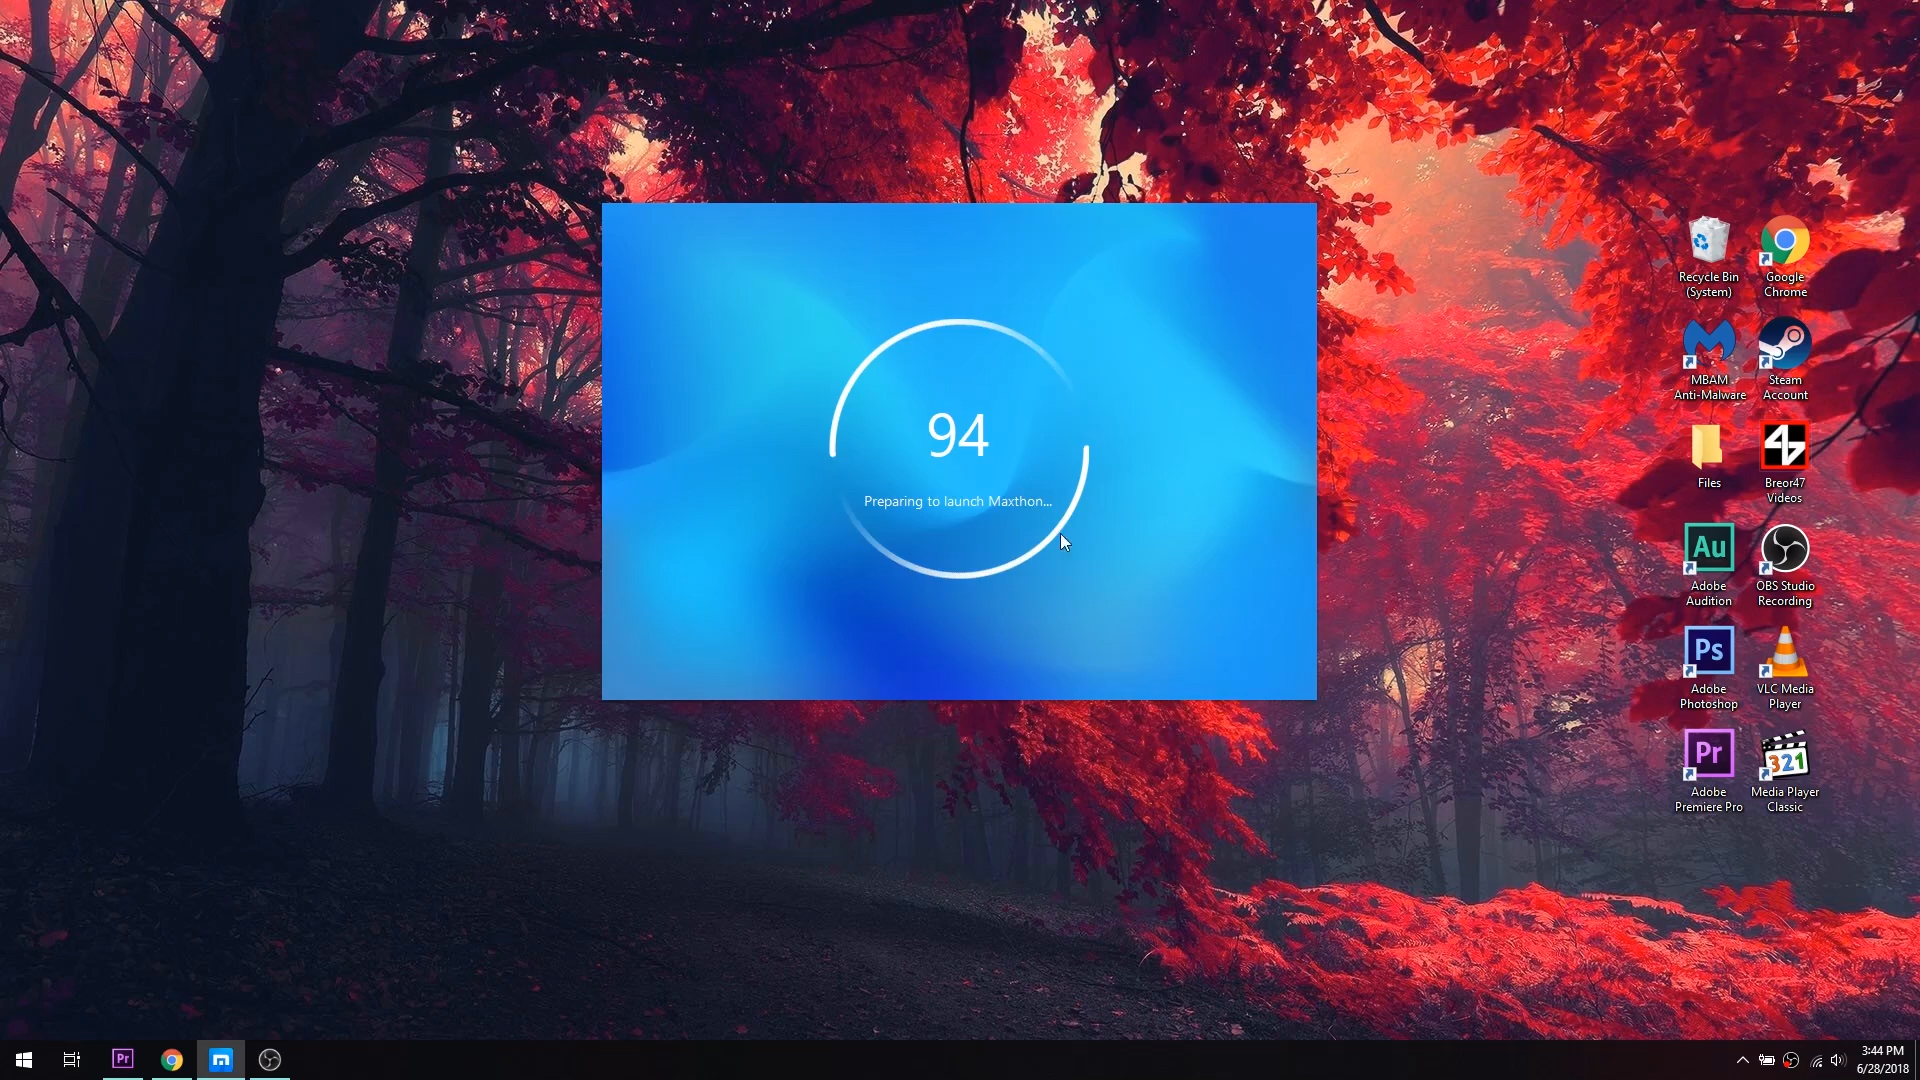 94
Preparing to launch Maxthon...
Recycle Bin
(System)
Google
Chrome
MBAM
Anti-Malware
Steam
Account
Files
Breor47
Videos
Au
Adobe
Audition
OBS Studio
Recording
Ps
Adobe
Photoshop
VLC Media
Player
Pr
Adobe
Premiere Pro
321
Media Player
Classic
Pr
3:44 PM
6/28/2018